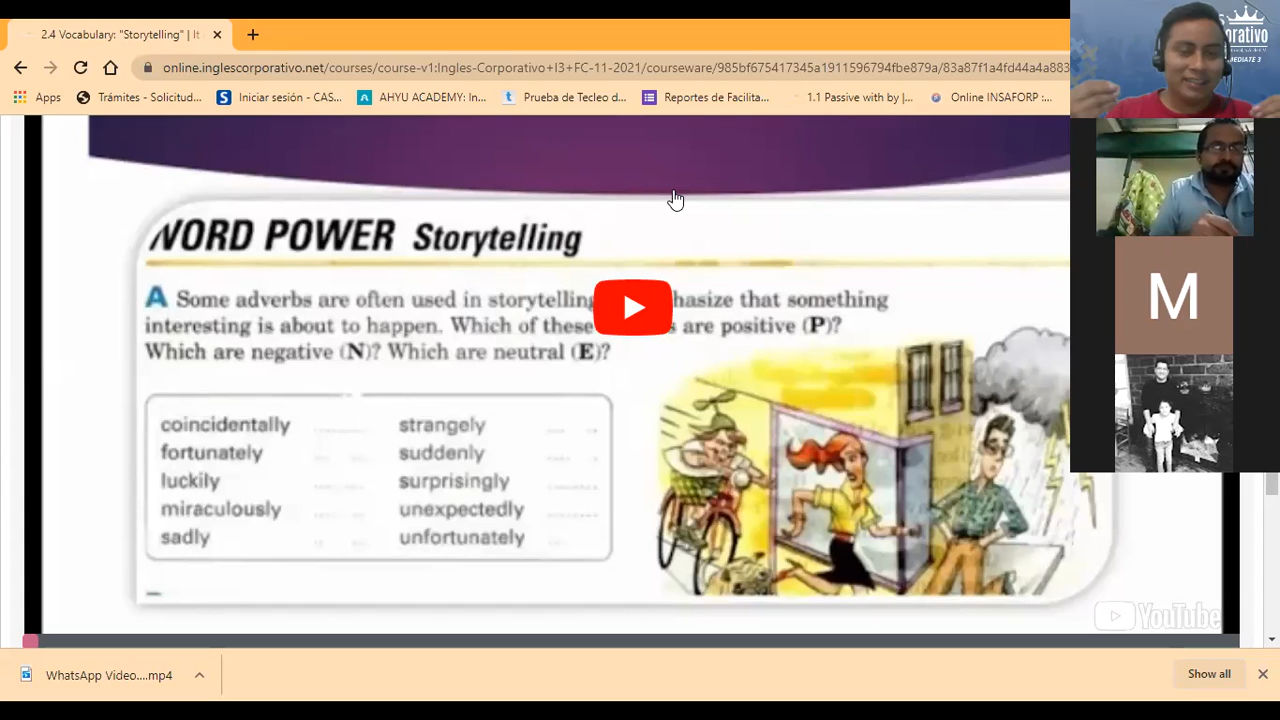 2.4 Vocabulary: "Storytelling" | It
online.inglescorporativo.net/courses/course-v1:Ingles-Corporativo+I3+FC-11-2021/courseware/985bf675417345a1911596794fbe879a/83a87f1a4fd44a4a883
Apps
Trámites - Solicitud...
Iniciar sesión - CAS...
AHYU ACADEMY: In...
Prueba de Tecleo d...
Reportes de Facilita...
1.1 Passive with by |...
Online INSAFORP :...
orativo
MEDIATE 3
M
WORD POWER Storytelling
A Some adverbs are often used in storytelling hasize that something
interesting is about to happen. Which of these are positive (P)?
Which are negative (N)? Which are neutral (E)?
coincidentally
fortunately
luckily
miraculously
sadly
strangely
suddenly
surprisingly
unexpectedly
unfortunately
YouTube
WhatsApp Video....mp4
Show all